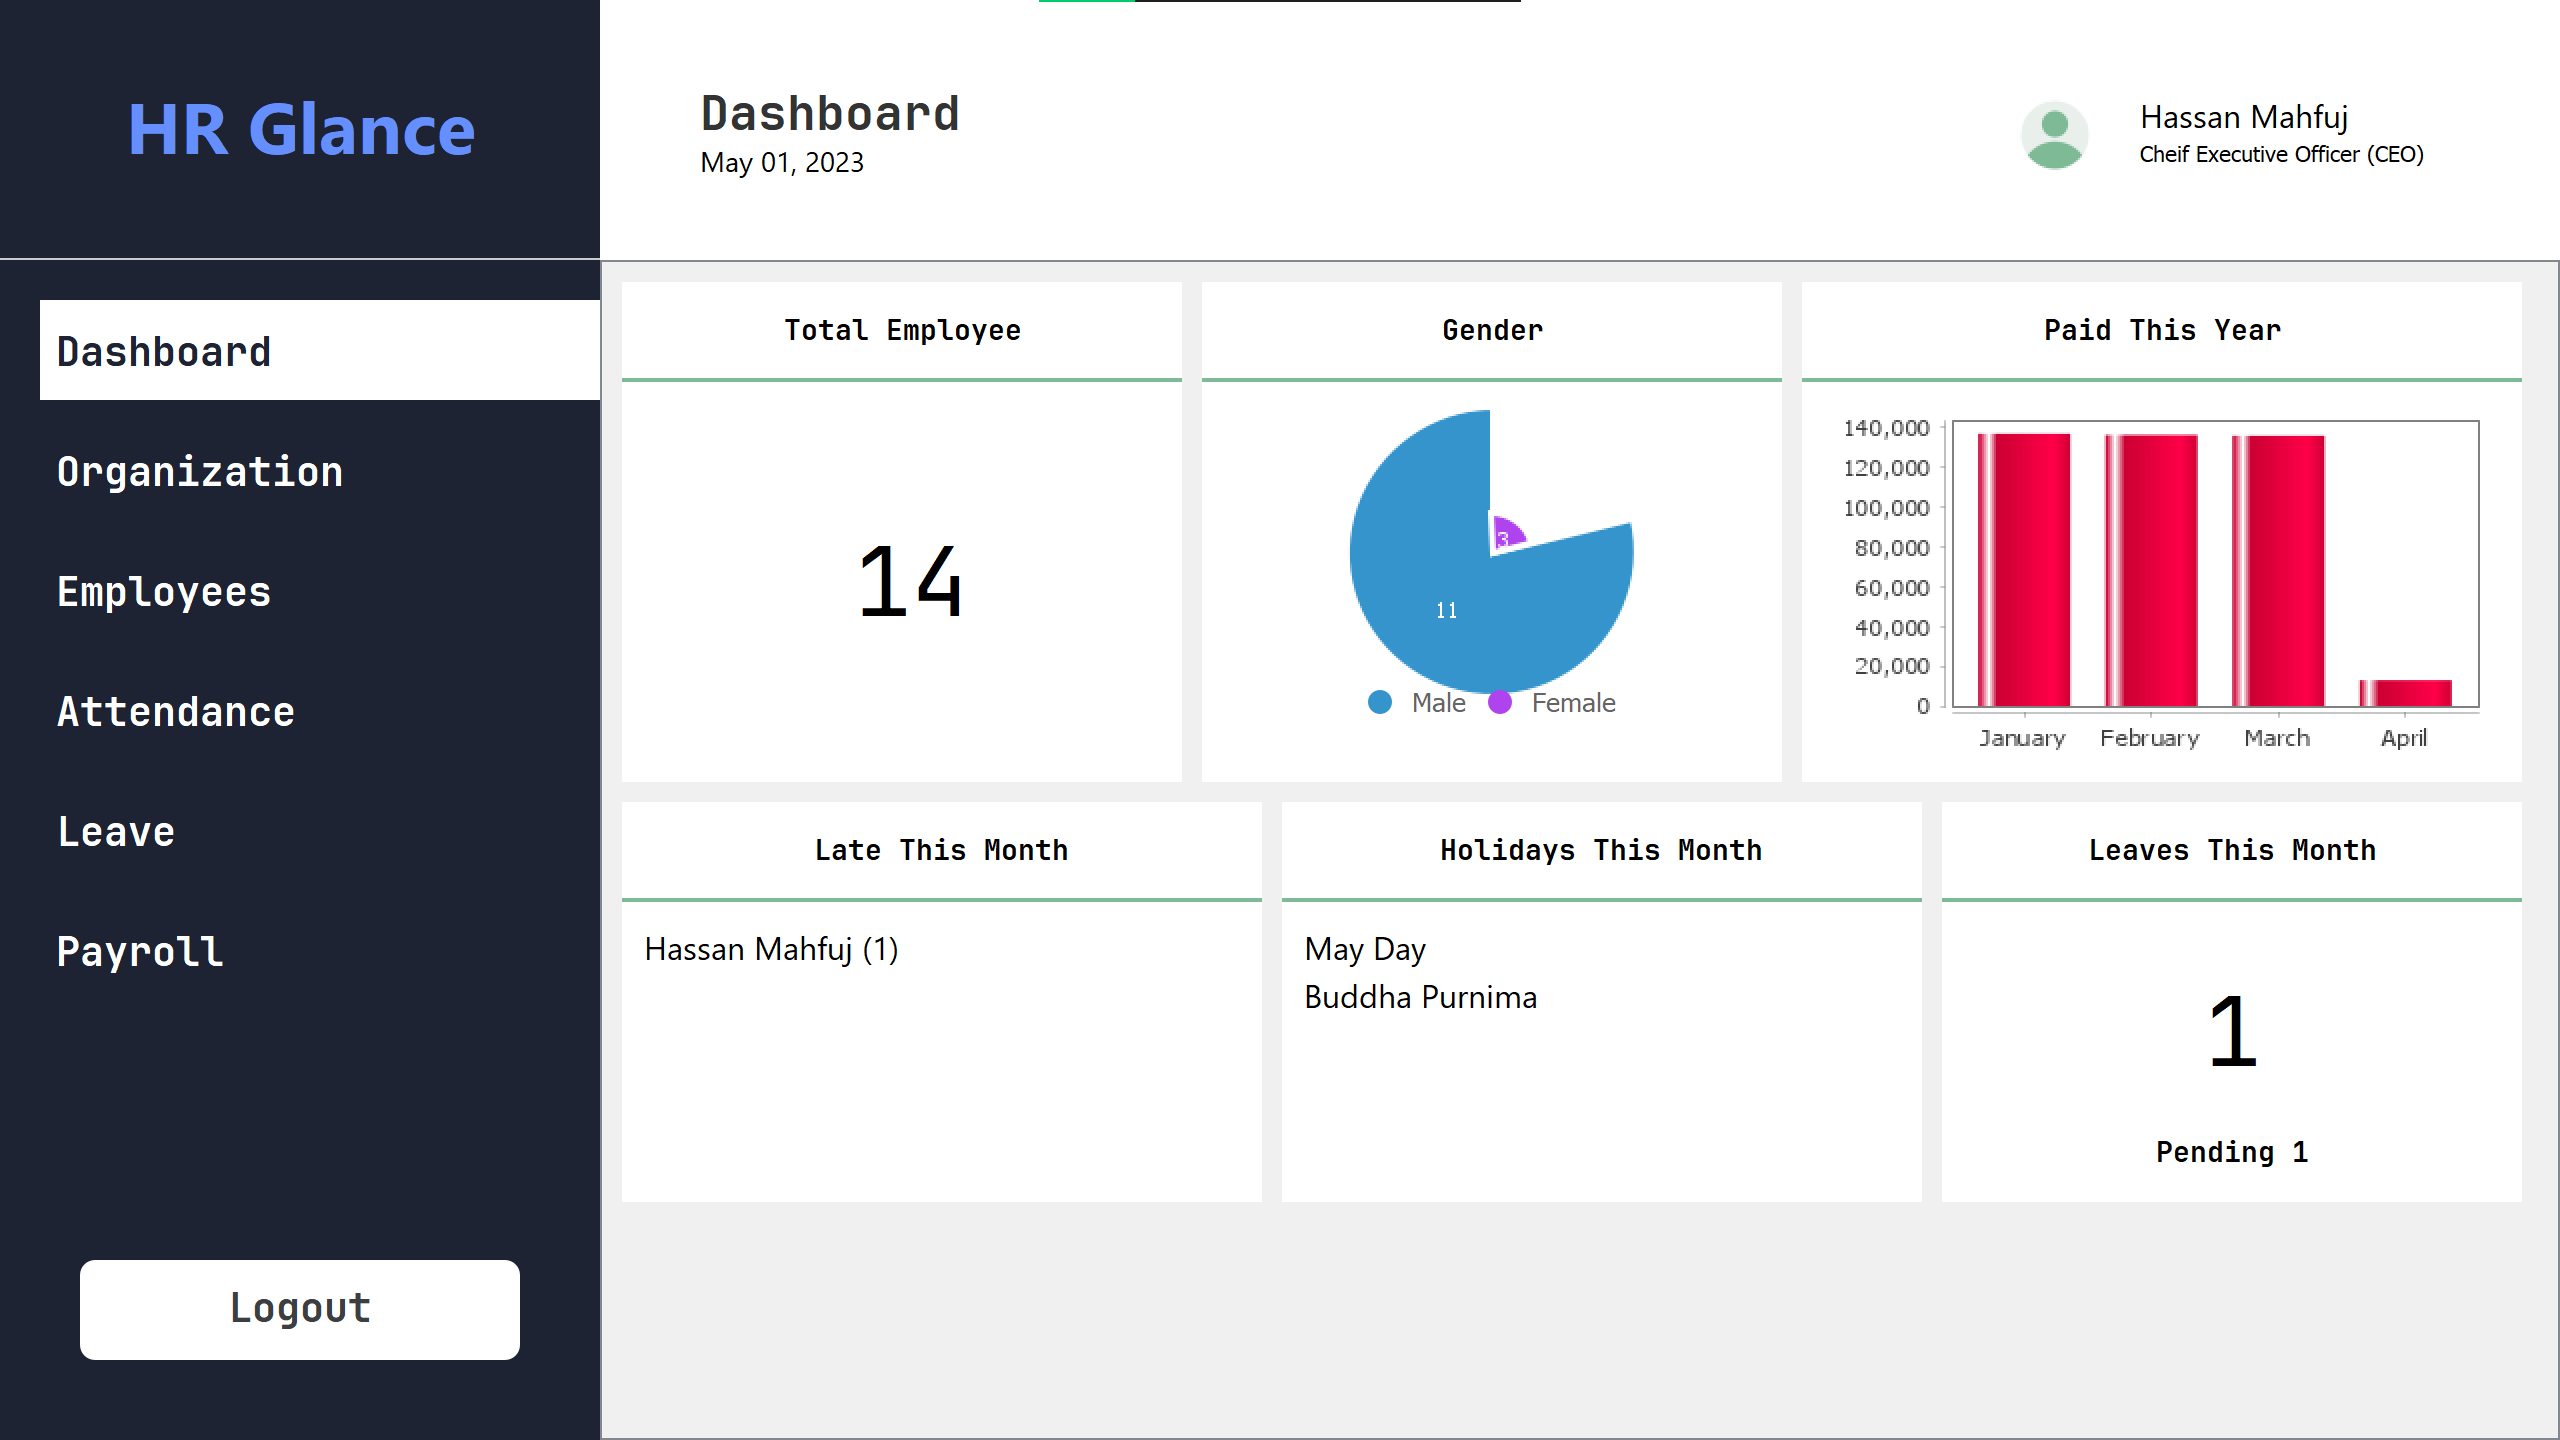 HR Glance
Dashboard
May 01, 2023
Hassan Mahfuj
Cheif Executive Officer (CEO)
Dashboard
Organization
Employees
Attendance
Leave
Payroll
Logout
Total Employee
14
Gender
3
11
Male
Female
Paid This Year
140,000
120,000
100,000
80,000
60,000
40,000
20,000
0
January February March April
Late This Month
Hassan Mahfuj (1)
Holidays This Month
May Day
Buddha Purnima
Leaves This Month
1
Pending 1